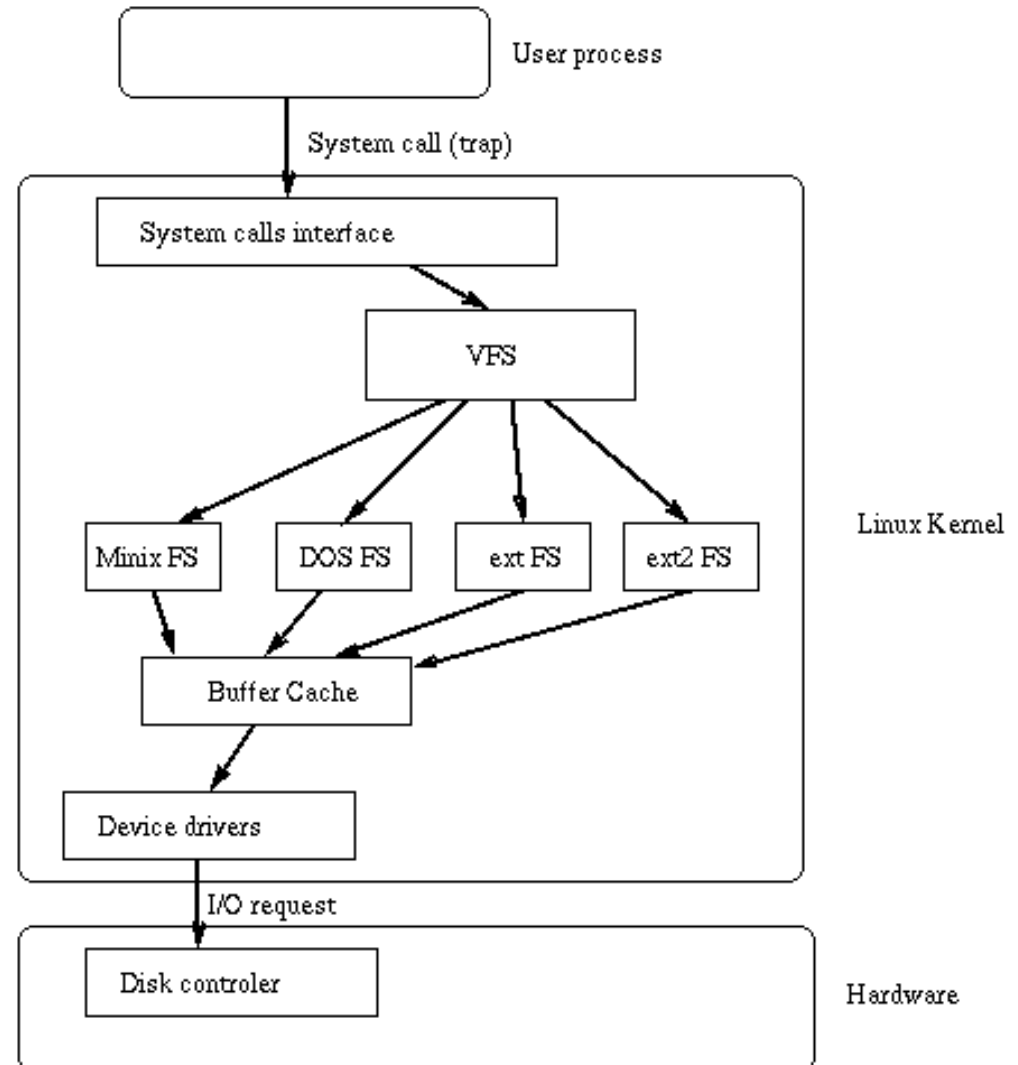 User process
System call (trap)
System calls interface
VFS
Linux Kernel
Minix FS
DOS FS
ext FS
ext2 FS
Buffer Cache
Device drivers
I/O request
Disk controler
Hardware